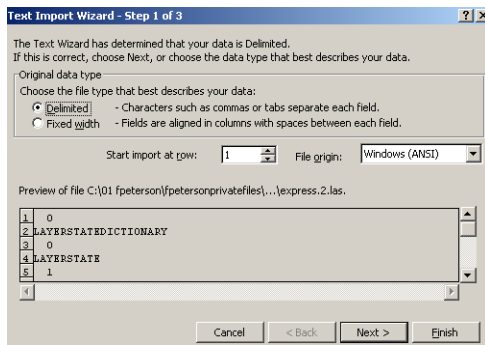 Text Import Wizard - Step 1 of 3
The Text Wizard has determined that your data is Delimited.
If this is correct, choose Next, or choose the data type that best describes your data.
Original data type
Choose the file type that best describes your data:
Delimited - Characters such as commas or tabs separate each field.
Fixed width - Fields are aligned in columns with spaces between each field.
Start import at row: 1 File origin: Windows (ANSI)
Preview of file C:\01 fpeterson\fpetersonprivatefiles\...\express.2.las.
1 0
2 LAYERSTATEDICTIONARY
3 0
4 LAYERSTATE
5 1
Cancel < Back Next > Finish